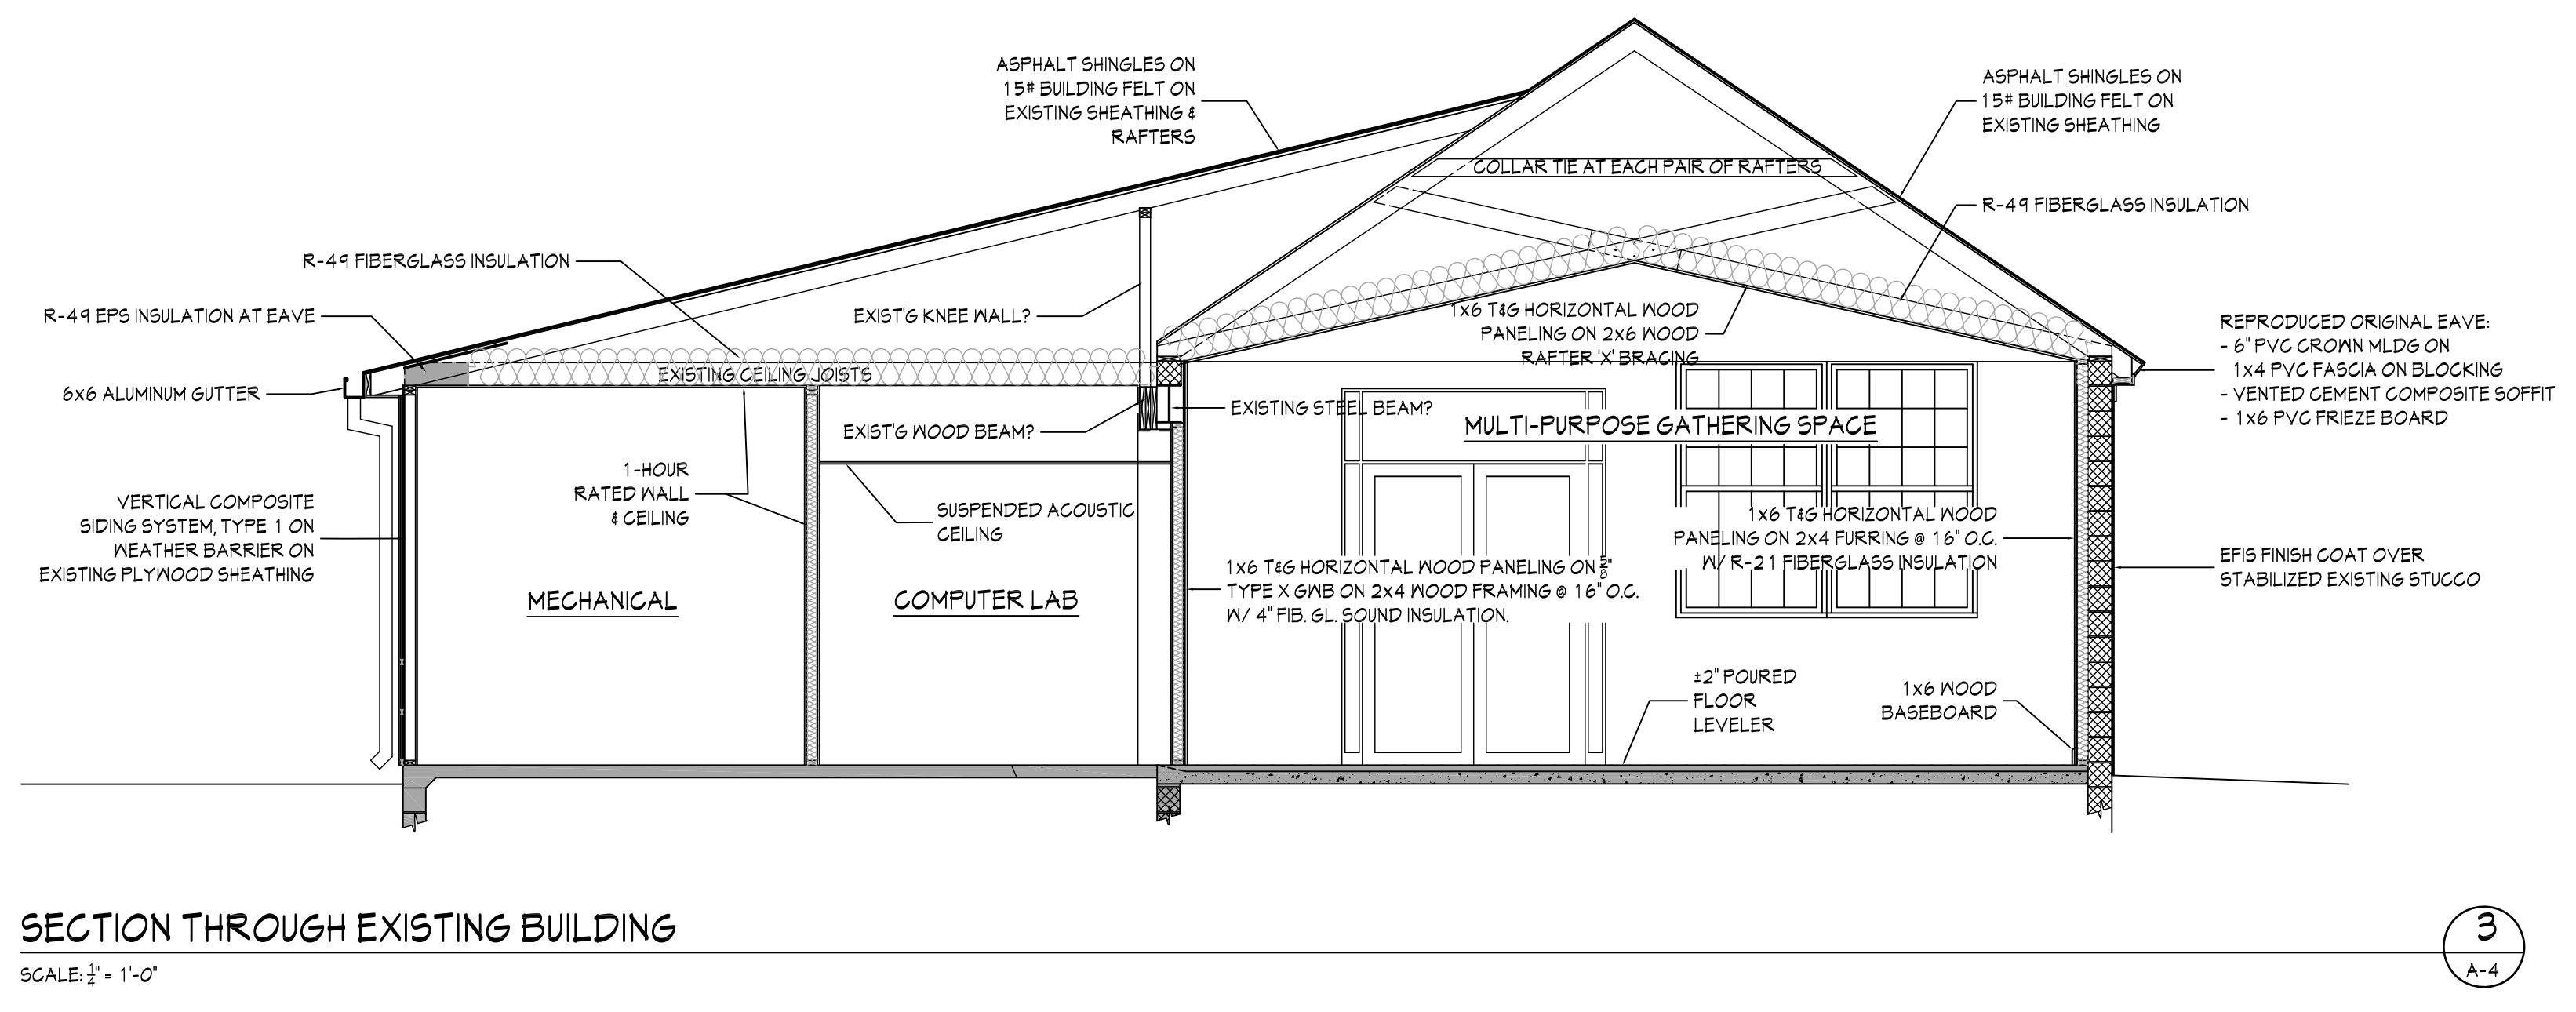 ASPHALT SHINGLES ON
15# BUILDING FELT ON
EXISTING SHEATHING &
RAFTERS
ASPHALT SHINGLES ON
15# BUILDING FELT ON
EXISTING SHEATHING
COLLAR TIE AT EACH PAIR OF RAFTERS
R-49 FIBERGLASS INSULATION
R-49 FIBERGLASS INSULATION
R-49 EPS INSULATION AT EAVE
EXIST'G KNEE WALL?
1x6 T&G HORIZONTAL WOOD
PANELING ON 2x6 WOOD
RAFTER 'X' BRACING
REPRODUCED ORIGINAL EAVE:
- 6" PVC CROWN MLDG ON
1x4 PVC FASCIA ON BLOCKING
- VENTED CEMENT COMPOSITE SOFFIT
- 1x6 PVC FRIEZE BOARD
EXISTING CEILING JOISTS
6x6 ALUMINUM GUTTER
EXISTING STEEL BEAM?
EXIST'G WOOD BEAM?
MULTI-PURPOSE GATHERING SPACE
1-HOUR
RATED WALL
& CEILING
VERTICAL COMPOSITE
SIDING SYSTEM, TYPE 1 ON
WEATHER BARRIER ON
EXISTING PLYWOOD SHEATHING
SUSPENDED ACOUSTIC
CEILING
1x6 T&G HORIZONTAL WOOD
PANELING ON 2x4 FURRING @ 16" O.C.
W/ R-21 FIBERGLASS INSULATION
1x6 T&G HORIZONTAL WOOD PANELING ON 5/8"
TYPE X GWB ON 2x4 WOOD FRAMING @ 16" O.C.
W/ 4" FIB. GL. SOUND INSULATION.
EFIS FINISH COAT OVER
STABILIZED EXISTING STUCCO
MECHANICAL
COMPUTER LAB
±2" POURED
FLOOR
LEVELER
1x6 WOOD
BASEBOARD
SECTION THROUGH EXISTING BUILDING
SCALE: 1/4" = 1'-0"
3
A-4